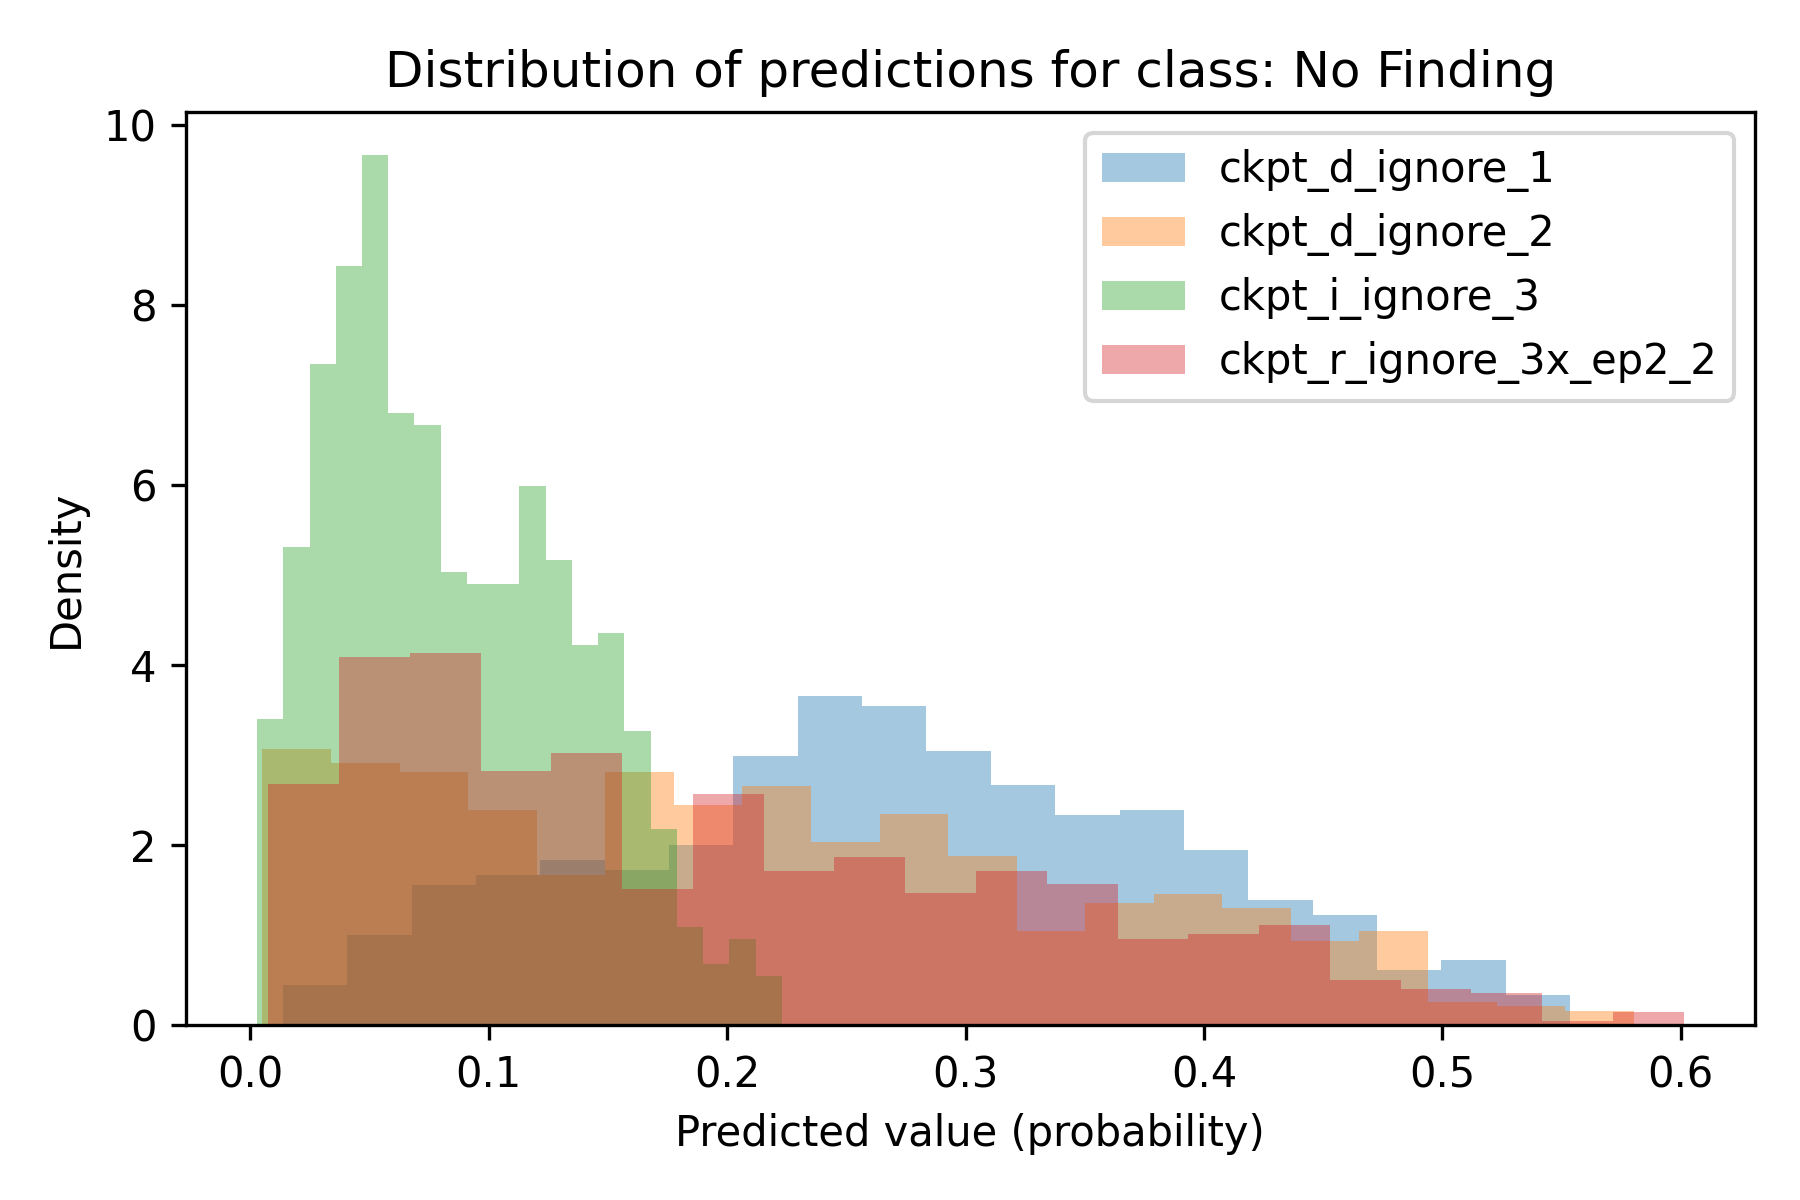 Distribution of predictions for class: No Finding
10
8
6
4
2
0
Density
ckpt_d_ignore_1
ckpt_d_ignore_2
ckpt_i_ignore_3
ckpt_r_ignore_3x_ep2_2
0.0 0.1 0.2 0.3 0.4 0.5 0.6
Predicted value (probability)